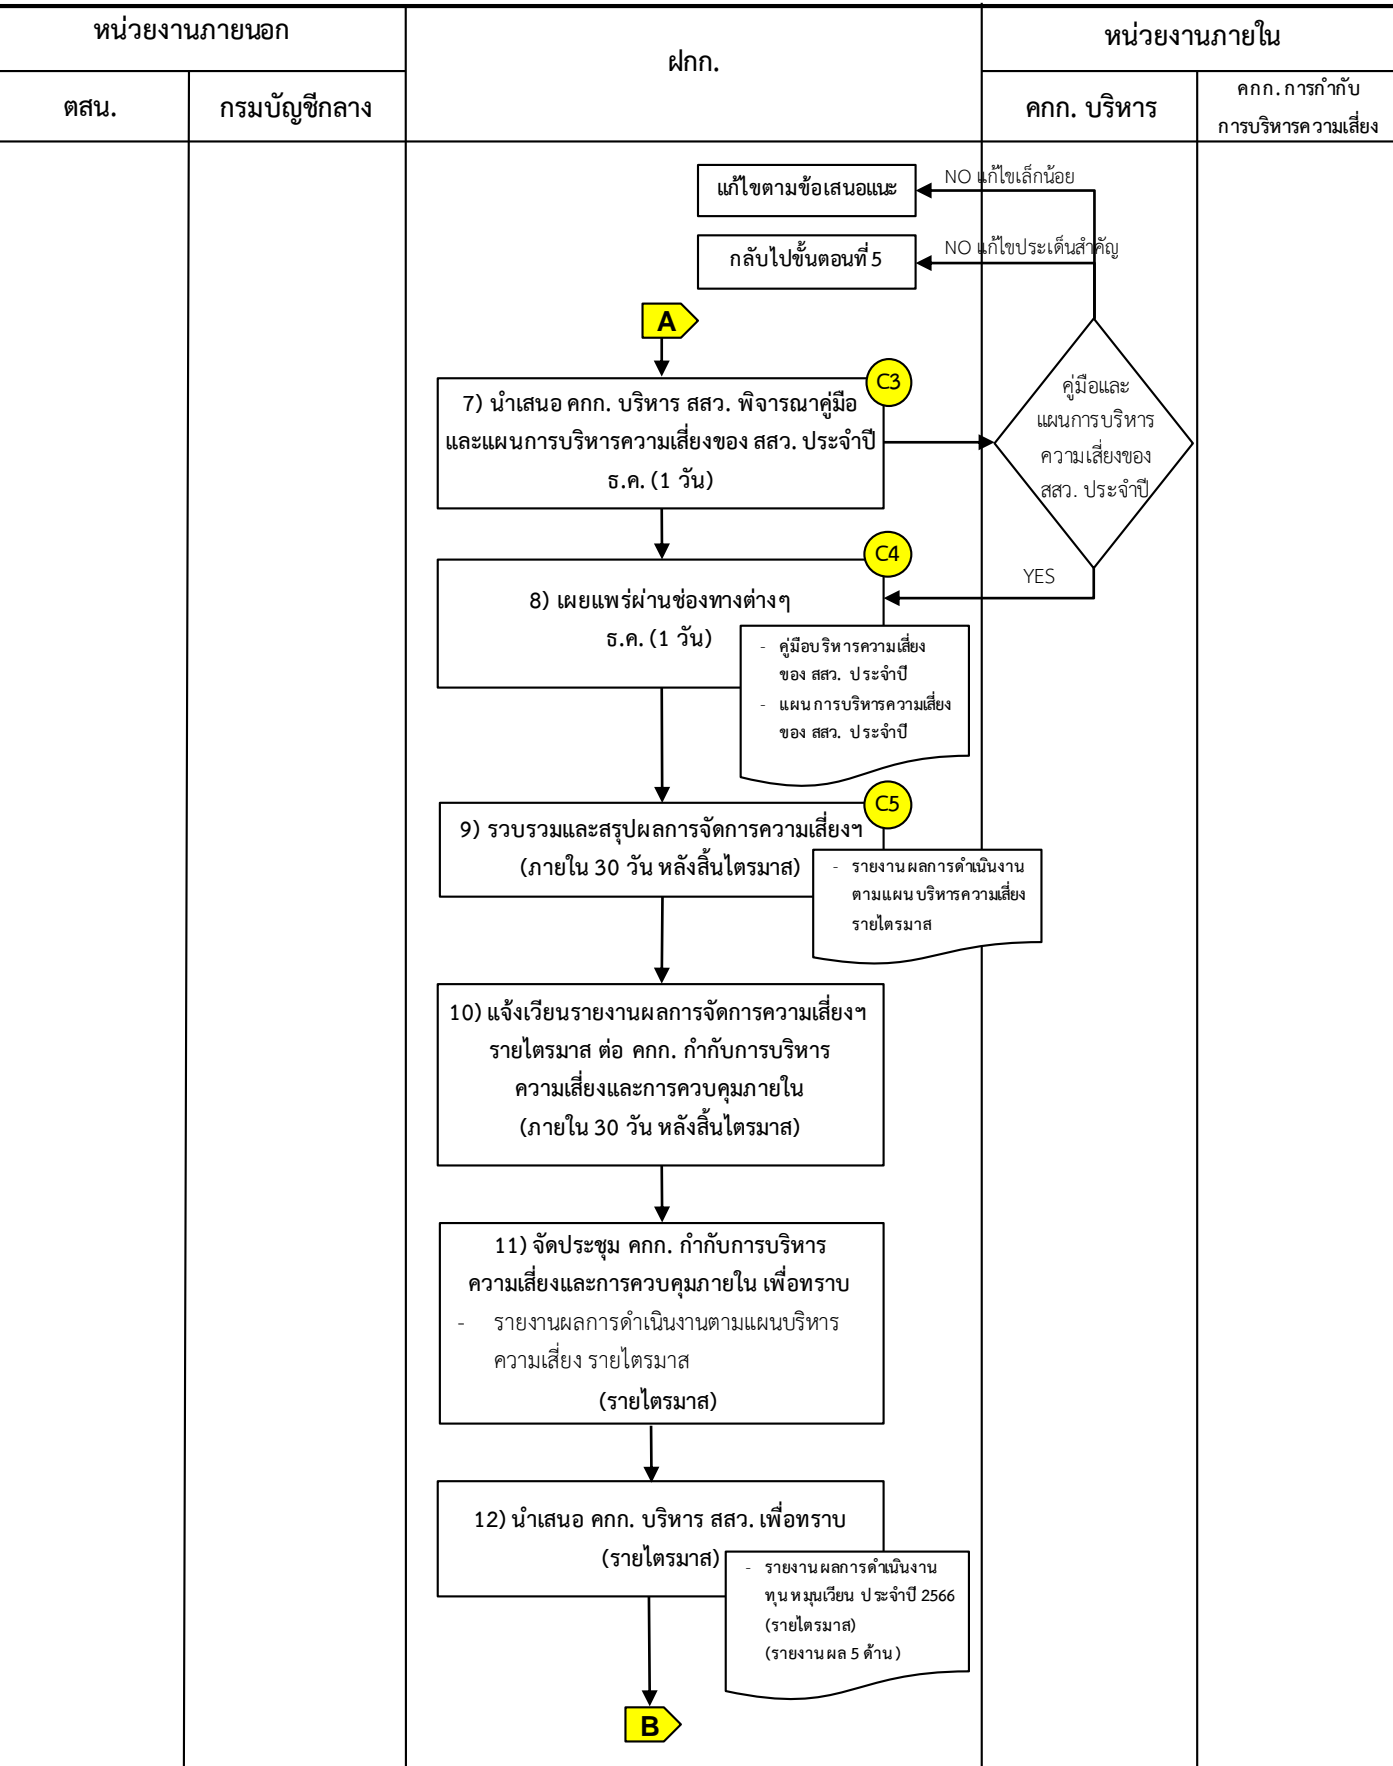 หน่วยงานภายนอก
ฝกก.
หน่วยงานภายใน
ตสน.
กรมบัญชีกลาง
คกก. บริหาร
คกก. การกำกับ
การบริหารความเสี่ยง
แก้ไขตามข้อเสนอแนะ
NO แก้ไขเล็กน้อย
กลับไปขั้นตอนที่ 5
NO แก้ไขประเด็นสำคัญ
A
C3
7) นำเสนอ คกก. บริหาร สสว. พิจารณาคู่มือ
และแผนการบริหารความเสี่ยงของ สสว. ประจำปี
ธ.ค. (1 วัน)
คู่มือและ
แผนการบริหาร
ความเสี่ยงของ
สสว. ประจำปี
C4
YES
8) เผยแพร่ผ่านช่องทางต่างๆ
ธ.ค. (1 วัน)
- คู่มือบริหารความเสี่ยง
ของ สสว. ประจำปี
- แผนการบริหารความเสี่ยง
ของ สสว. ประจำปี
C5
9) รวบรวมและสรุปผลการจัดการความเสี่ยงฯ
(ภายใน 30 วัน หลังสิ้นไตรมาส)
- รายงานผลการดำเนินงาน
ตามแผนบริหารความเสี่ยง
รายไตรมาส
10) แจ้งเวียนรายงานผลการจัดการความเสี่ยงฯ
รายไตรมาส ต่อ คกก. กำกับการบริหาร
ความเสี่ยงและการควบคุมภายใน
(ภายใน 30 วัน หลังสิ้นไตรมาส)
11) จัดประชุม คกก. กำกับการบริหาร
ความเสี่ยงและการควบคุมภายใน เพื่อทราบ
- รายงานผลการดำเนินงานตามแผนบริหาร
ความเสี่ยง รายไตรมาส
(รายไตรมาส)
12) นำเสนอ คกก. บริหาร สสว. เพื่อทราบ
(รายไตรมาส)
- รายงานผลการดำเนินงาน
ทุนหมุนเวียน ประจำปี 2566
(รายไตรมาส)
(รายงานผล 5 ด้าน)
B